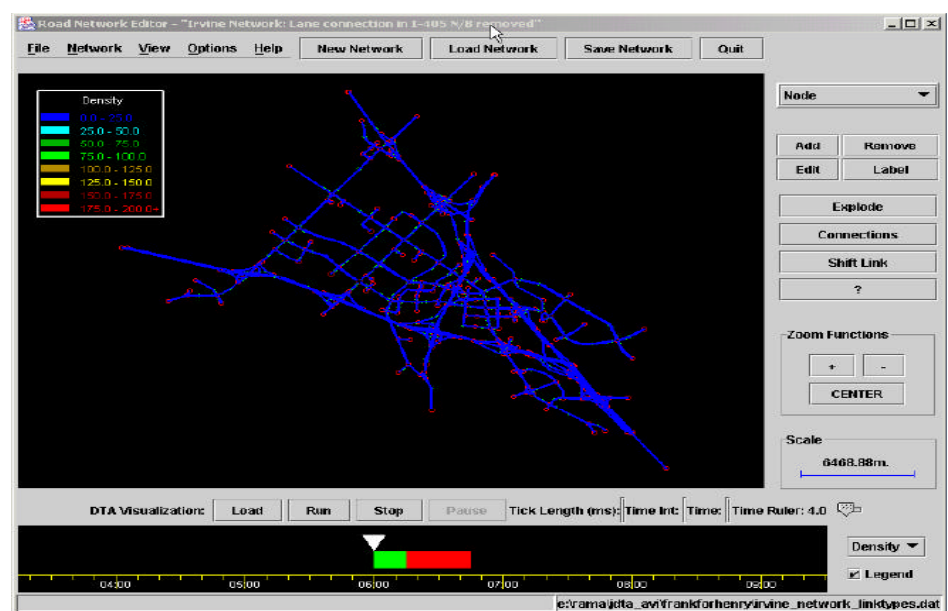 Road Network Editor - "Irvine Network: Lane connection in I-405 N/B removed"
File Network View Options Help New Network Load Network Save Network Quit
Density
0.0 - 25.0
25.0 - 50.0
50.0 - 75.0
75.0 - 100.0
100.0 - 125.0
125.0 - 150.0
150.0 - 175.0
175.0 - 200.0+
Node
Add Remove
Edit Label
Explode
Connections
Shift Link
?
Zoom Functions
+ -
CENTER
Scale
6468.88m.
DTA Visualization: Load Run Stop Pause Tick Length (ms): Time Int: Time: Time Ruler: 4.0
04:00 05:00 06:00 07:00 08:00 09:00
Density
Legend
e:\rama\jdta_avi\frankforhenry\irvine_network_linktypes.dat